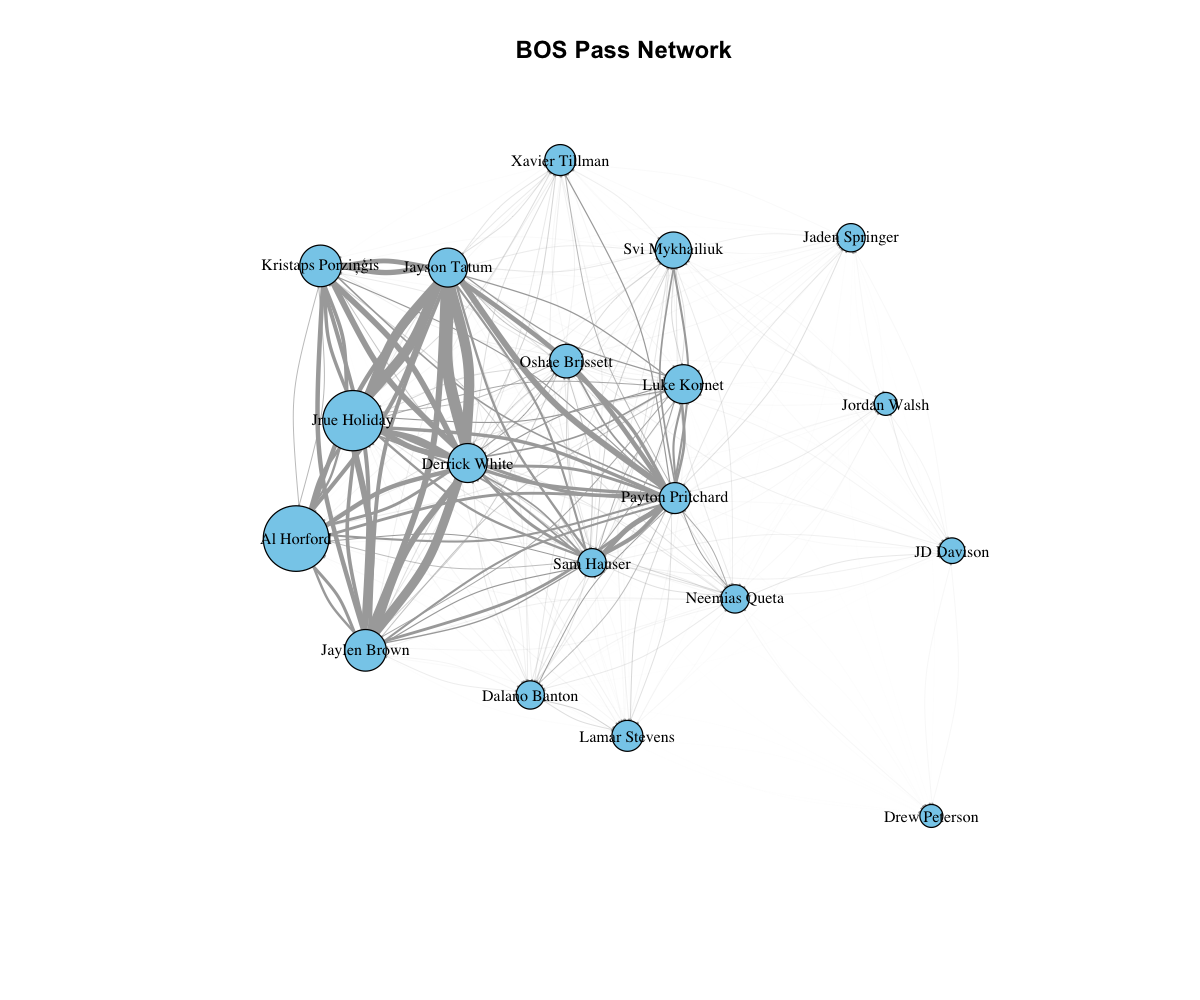 BOS Pass Network
Xavier Tillman
Jaden Springer
Svi Mykhailiuk
Kristaps Porziņģis
Jayson Tatum
Oshae Brissett
Luke Kornet
Jordan Walsh
Jrue Holiday
Derrick White
Payton Pritchard
Al Horford
JD Davison
Sam Hauser
Neemias Queta
Jaylen Brown
Dalano Banton
Lamar Stevens
Drew Peterson